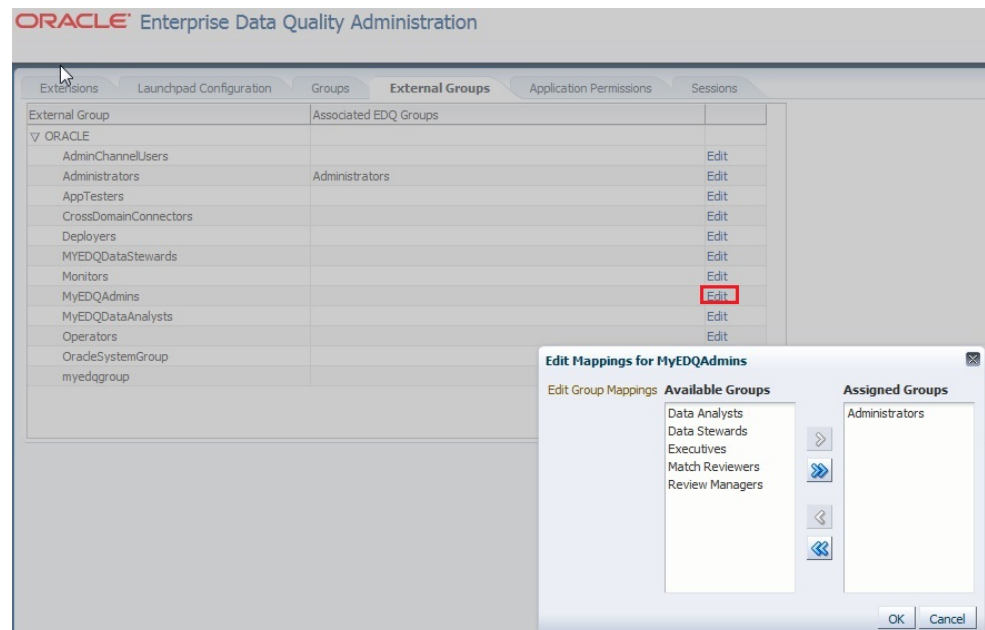 ORACLE Enterprise Data Quality Administration
Extensions Launchpad Configuration Groups External Groups Application Permissions Sessions
External Group Associated EDQ Groups
ORACLE
AdminChannelUsers Edit
Administrators Administrators Edit
AppTesters Edit
CrossDomainConnectors Edit
Deployers Edit
MYEDQDataStewards Edit
Monitors Edit
MyEDQAdmins Edit
MyEDQDataAnalysts Edit
Operators Edit
OracleSystemGroup
myedqgroup
Edit Mappings for MyEDQAdmins
Edit Group Mappings Available Groups Assigned Groups
Data Analysts Administrators
Data Stewards
Executives
Match Reviewers
Review Managers
OK Cancel